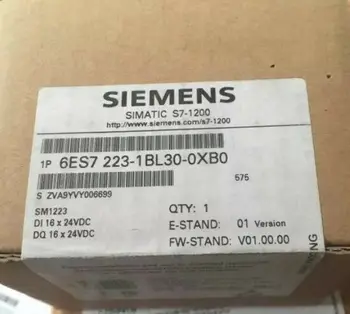 SIEMENS
SIMATIC S7-1200
http://www.siemens.com/s7-1200
1P 6ES7 223-1BL30-0XB0
S ZVA9YVY006699
575
SM1223
DI 16 x 24VDC
DQ 16 x 24VDC
QTY: 1
E-STAND: 01 Version
FW-STAND: V01.00.00